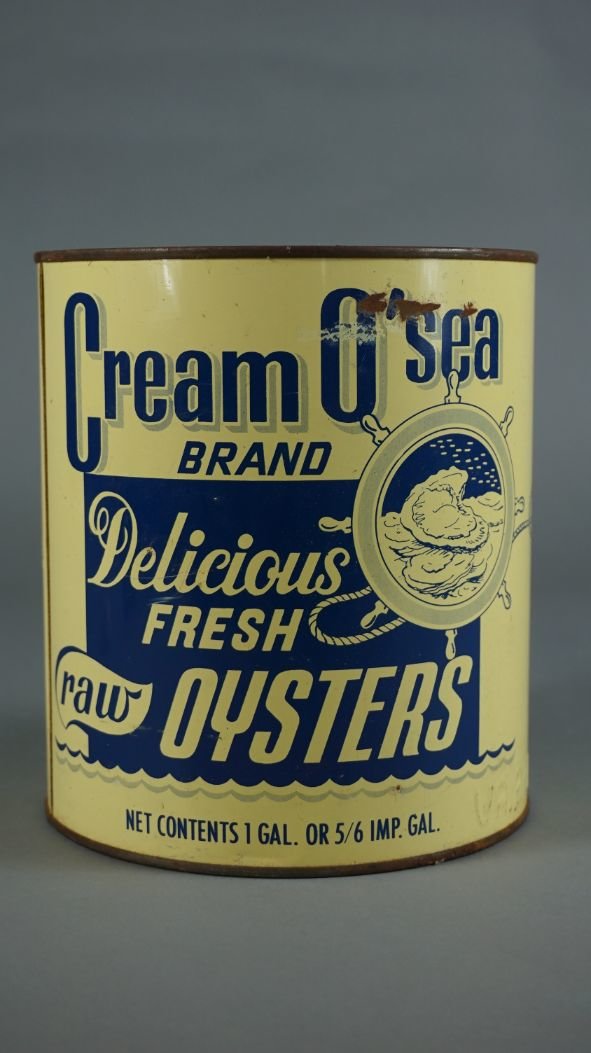 Cream O'sea
BRAND
Delicious
FRESH
raw OYSTERS
NET CONTENTS 1 GAL. OR 5/6 IMP. GAL.